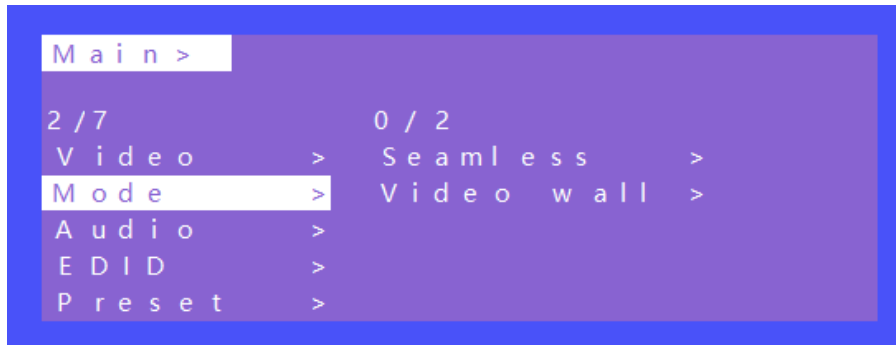 Main>
2/7 0/2
Video > Seamless >
Mode > Video wall >
Audio >
EDID >
Preset >